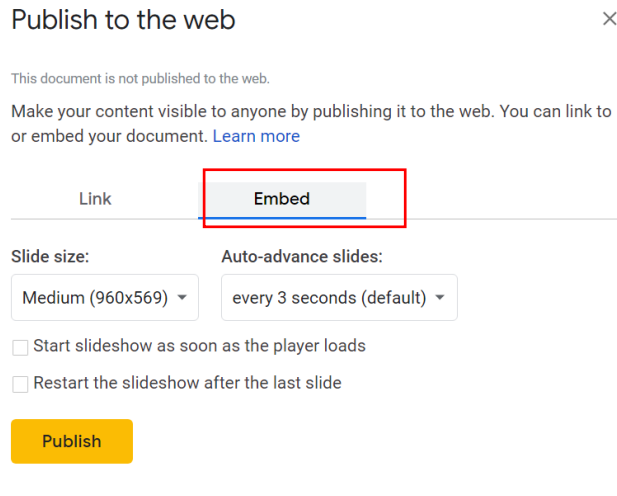 Publish to the web
This document is not published to the web.
Make your content visible to anyone by publishing it to the web. You can link to
or embed your document. Learn more
Link Embed
Slide size: Auto-advance slides:
Medium (960x569) every 3 seconds (default)
Start slideshow as soon as the player loads
Restart the slideshow after the last slide
Publish